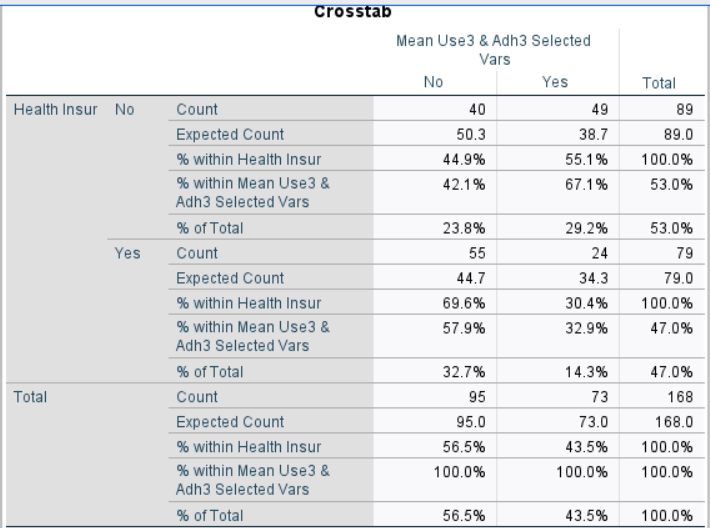 Crosstab
Mean Use3 & Adh3 Selected
Vars
No Yes Total
Health Insur No Count 40 49 89
Expected Count 50.3 38.7 89.0
% within Health Insur 44.9% 55.1% 100.0%
% within Mean Use3 &
Adh3 Selected Vars 42.1% 67.1% 53.0%
% of Total 23.8% 29.2% 53.0%
Yes Count 55 24 79
Expected Count 44.7 34.3 79.0
% within Health Insur 69.6% 30.4% 100.0%
% within Mean Use3 &
Adh3 Selected Vars 57.9% 32.9% 47.0%
% of Total 32.7% 14.3% 47.0%
Total Count 95 73 168
Expected Count 95.0 73.0 168.0
% within Health Insur 56.5% 43.5% 100.0%
% within Mean Use3 &
Adh3 Selected Vars 100.0% 100.0% 100.0%
% of Total 56.5% 43.5% 100.0%